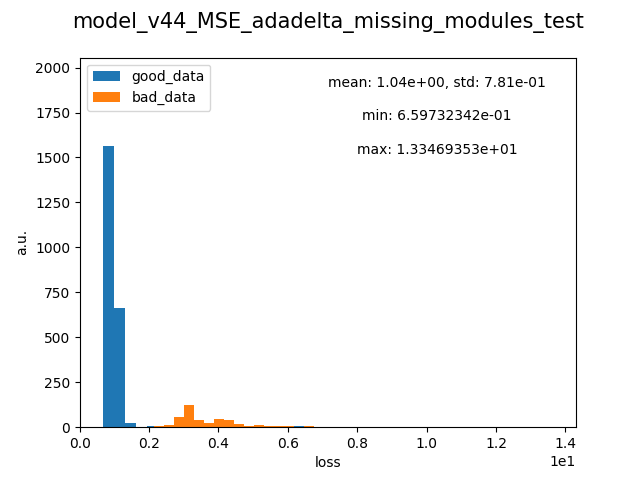 model_v44_MSE_adadelta_missing_modules_test
good_data
bad_data
mean: 1.04e+00, std: 7.81e-01
min: 6.59732342e-01
max: 1.33469353e+01
2000
1750
1500
1250
1000
750
500
250
0
a.u.
0.0 0.2 0.4 0.6 0.8 1.0 1.2 1.4
1e1
loss